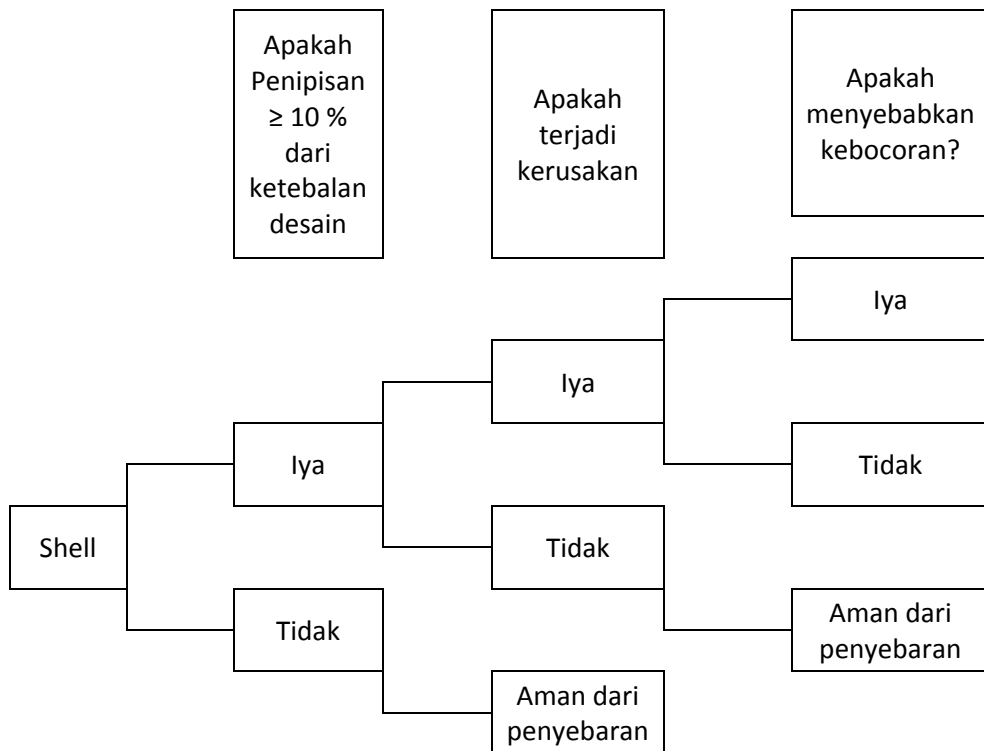 Apakah
Penipisan
≥ 10 %
dari
ketebalan
desain
Apakah
terjadi
kerusakan
Apakah
menyebabkan
kebocoran?
Iya
Iya
Iya
Tidak
Shell
Tidak
Tidak
Aman dari
penyebaran
Aman dari
penyebaran